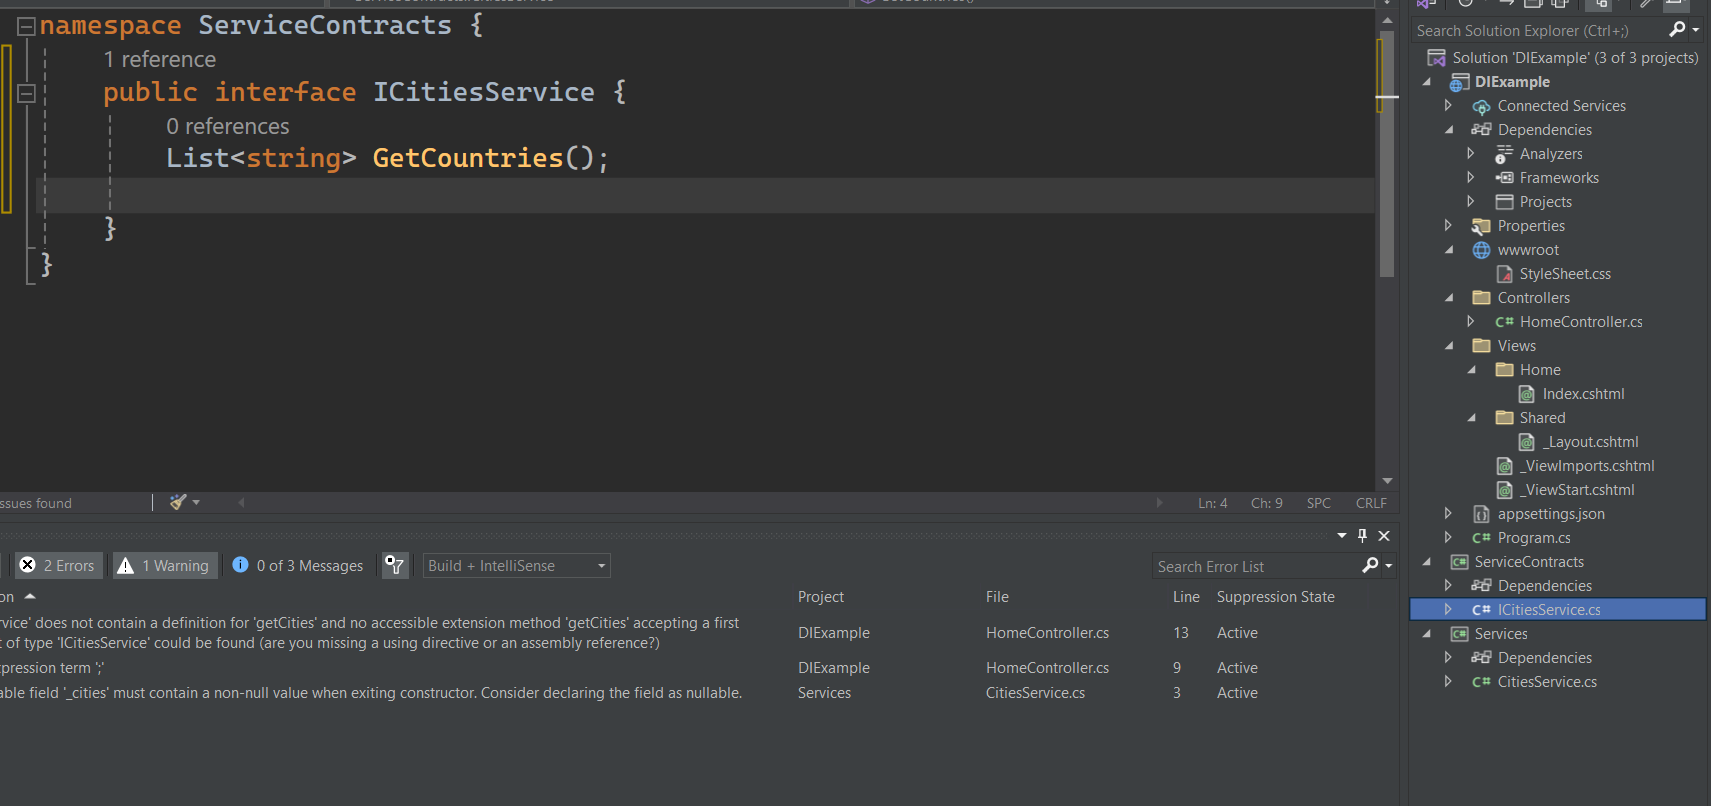 namespace ServiceContracts {
1 reference
public interface ICitiesService {
0 references
List<string> GetCountries();
}
}
ssues found
Ln: 4 Ch: 9 SPC CRLF
2 Errors 1 Warning 0 of 3 Messages Build + IntelliSense Search Error List
on Project File Line Suppression State
rvice' does not contain a definition for 'getCities' and no accessible extension method 'getCities' accepting a first
t of type 'ICitiesService' could be found (are you missing a using directive or an assembly reference?) DIExample HomeController.cs 13 Active
pression term ';' DIExample HomeController.cs 9 Active
able field '_cities' must contain a non-null value when exiting constructor. Consider declaring the field as nullable. Services CitiesService.cs 3 Active
Search Solution Explorer (Ctrl+;)
Solution 'DIExample' (3 of 3 projects)
DIExample
Connected Services
Dependencies
Analyzers
Frameworks
Projects
Properties
wwwroot
StyleSheet.css
Controllers
C# HomeController.cs
Views
Home
Index.cshtml
Shared
_Layout.cshtml
_ViewImports.cshtml
_ViewStart.cshtml
appsettings.json
C# Program.cs
C# ServiceContracts
Dependencies
C# ICitiesService.cs
C# Services
Dependencies
C# CitiesService.cs